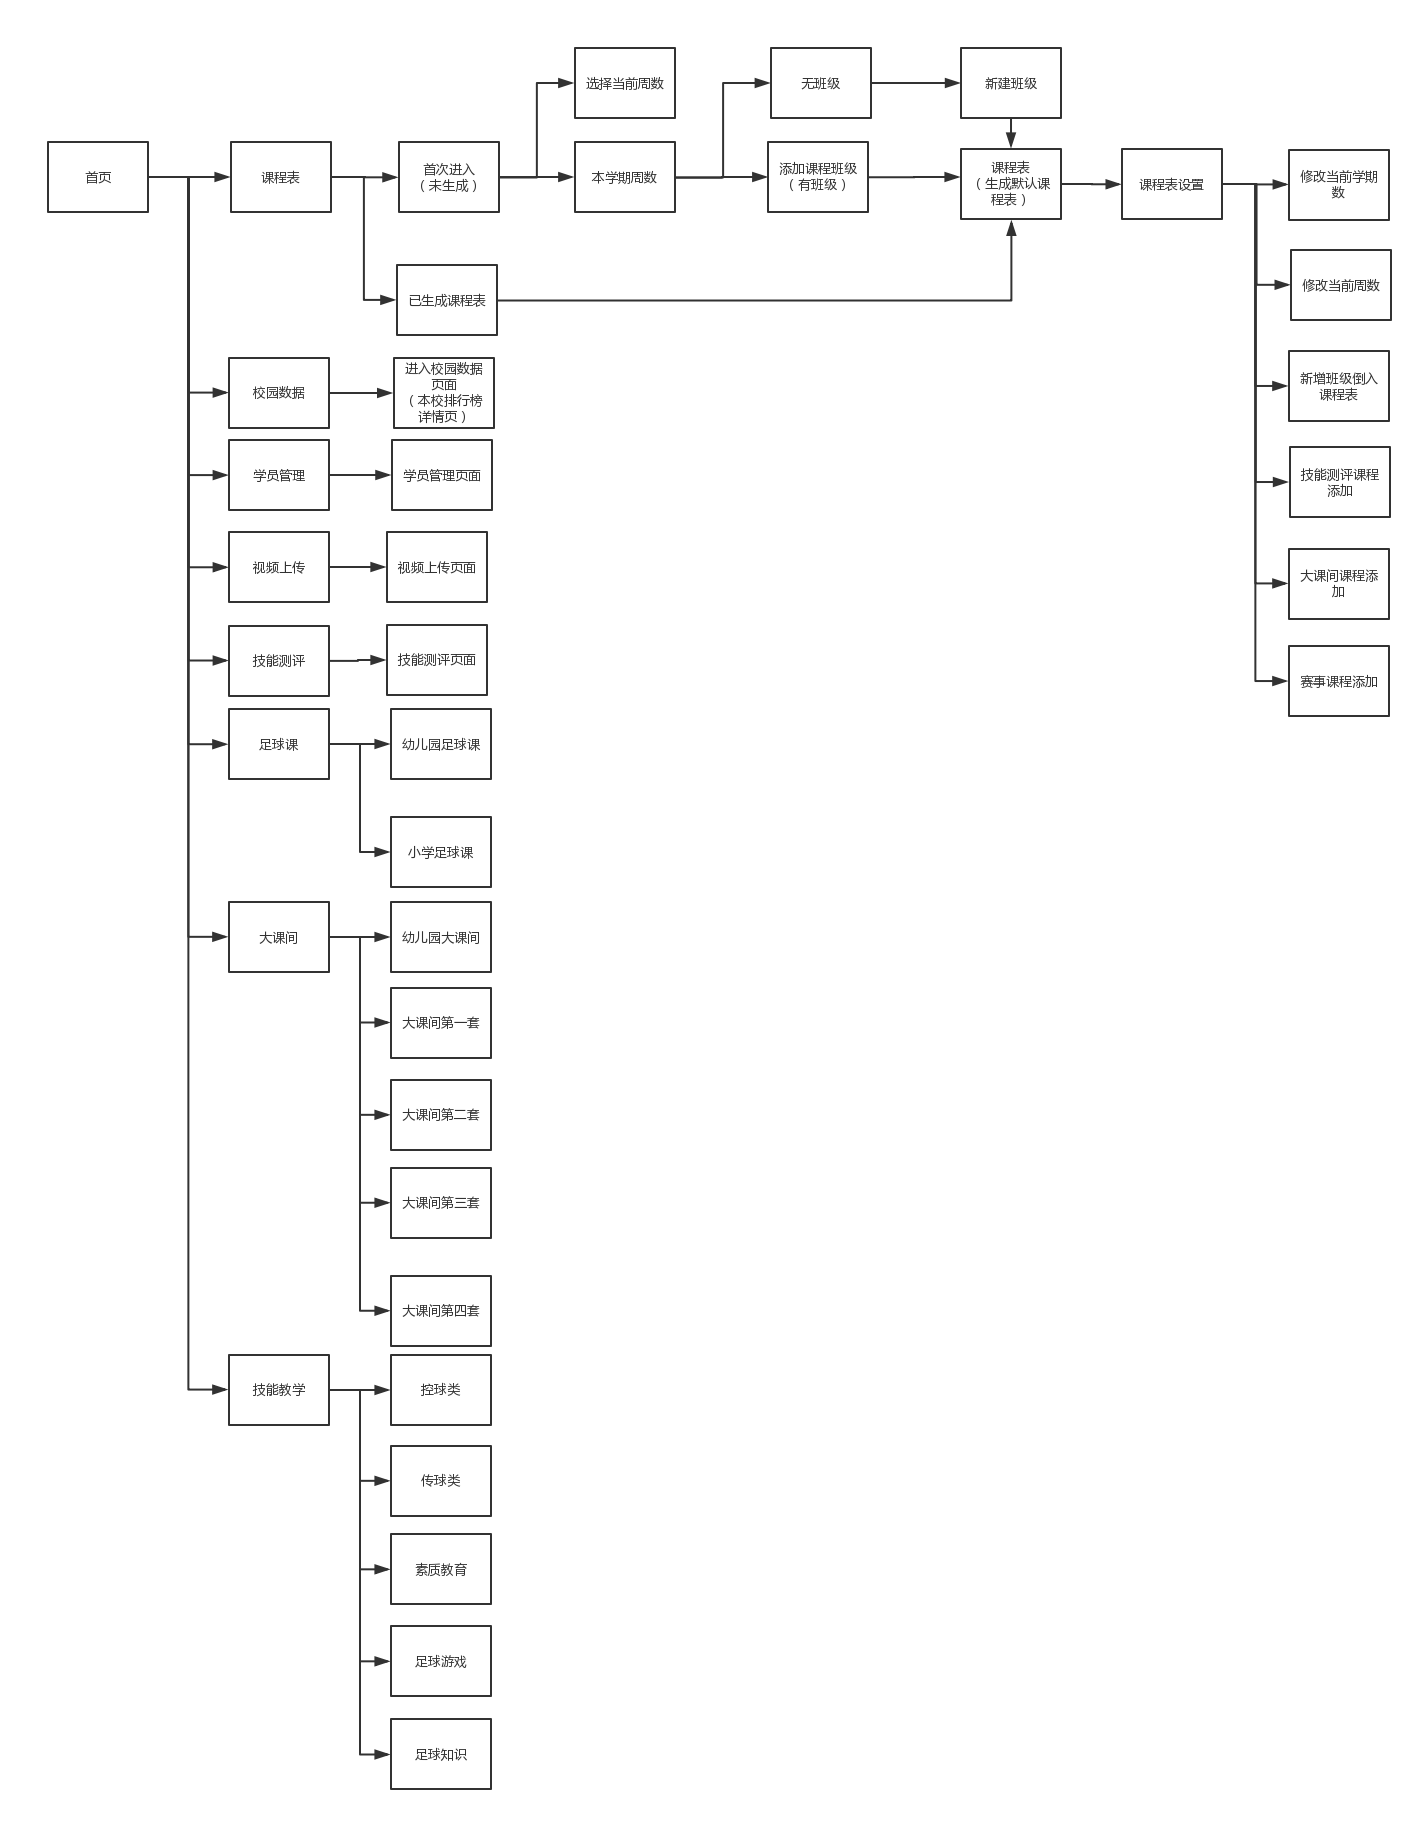 选择当前周数
无班级
新建班级
首页
课程表
首次进入
（未生成）
本学期周数
添加课程班级
（有班级）
课程表
（生成默认课
程表）
课程表设置
修改当前学期
数
已生成课程表
修改当前周数
校园数据
进入校园数据
页面
（本校排行榜
详情页）
新增班级倒入
课程表
学员管理
学员管理页面
技能测评课程
添加
视频上传
视频上传页面
大课间课程添
加
技能测评
技能测评页面
赛事课程添加
足球课
幼儿园足球课
小学足球课
大课间
幼儿园大课间
大课间第一套
大课间第二套
大课间第三套
大课间第四套
技能教学
控球类
传球类
素质教育
足球游戏
足球知识